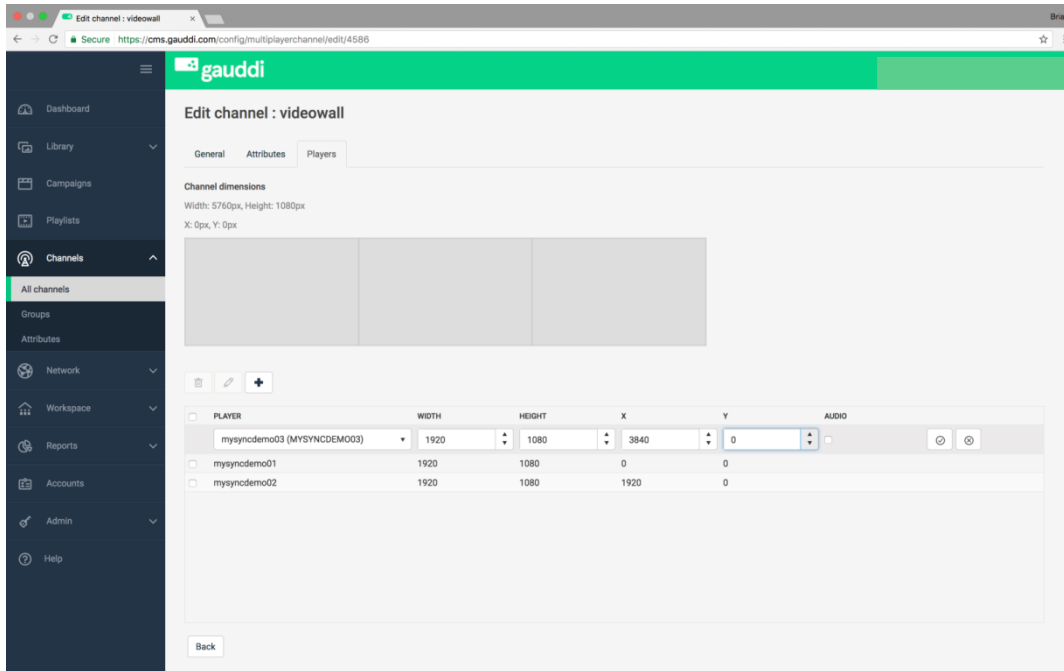 Edit channel : videowall
Bria
Secure https://cms.gauddi.com/config/multiplayerchannel/edit/4586
gauddi
Dashboard
Library
Campaigns
Playlists
Channels
All channels
Groups
Attributes
Network
Workspace
Reports
Accounts
Admin
Help
Edit channel : videowall
General Attributes Players
Channel dimensions
Width: 5760px, Height: 1080px
X: 0px, Y: 0px
PLAYER WIDTH HEIGHT X Y AUDIO
mysyncdemo03 (MYSYNCDEMO03) 1920 1080 3840 0
mysyncdemo01 1920 1080 0 0
mysyncdemo02 1920 1080 1920 0
Back